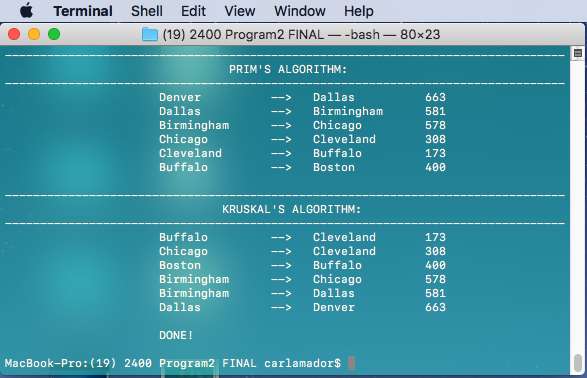 Terminal Shell Edit View Window Help
(19) 2400 Program2 FINAL — -bash — 80×23
PRIM'S ALGORITHM:
Denver --> Dallas 663
Dallas --> Birmingham 581
Birmingham --> Chicago 578
Chicago --> Cleveland 308
Cleveland --> Buffalo 173
Buffalo --> Boston 400
KRUSKAL'S ALGORITHM:
Buffalo --> Cleveland 173
Chicago --> Cleveland 308
Boston --> Buffalo 400
Birmingham --> Chicago 578
Birmingham --> Dallas 581
Dallas --> Denver 663
DONE!
MacBook-Pro:(19) 2400 Program2 FINAL carlamador$